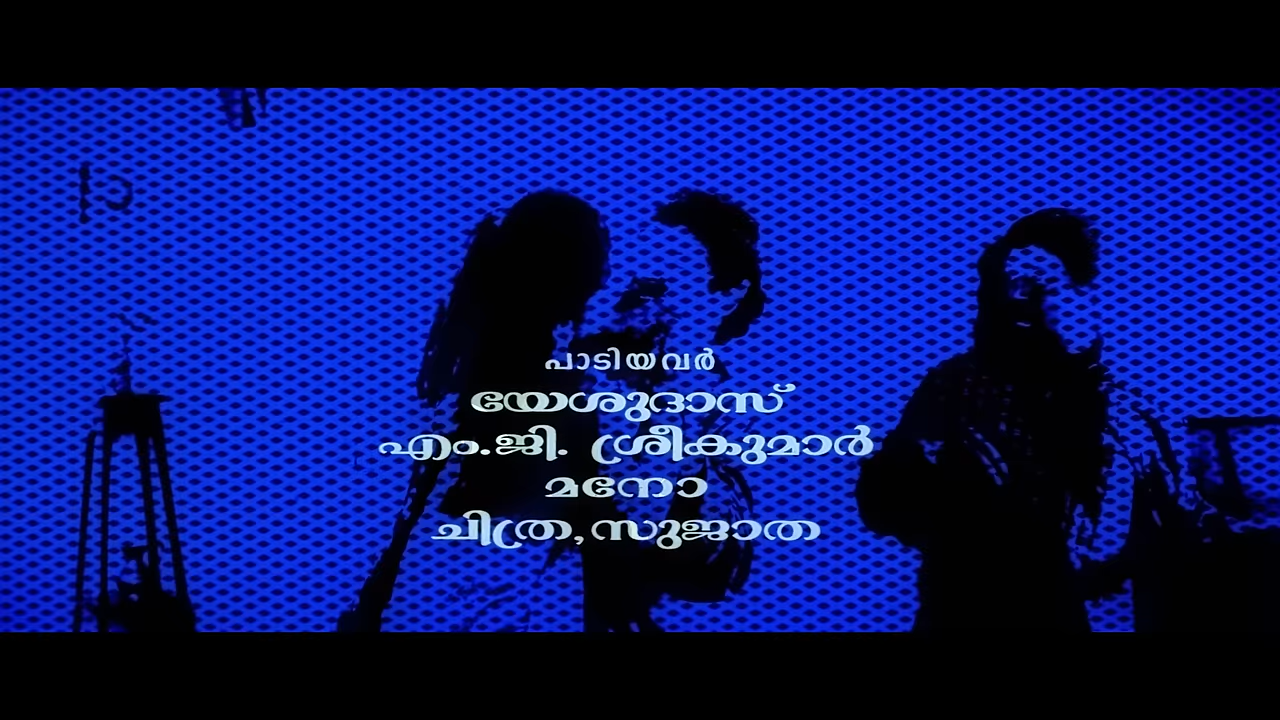 പാടിയവർ
യേശുദാസ്
എം.ജി. ശ്രീകുമാർ
മനോ
ചിത്ര, സുജാത